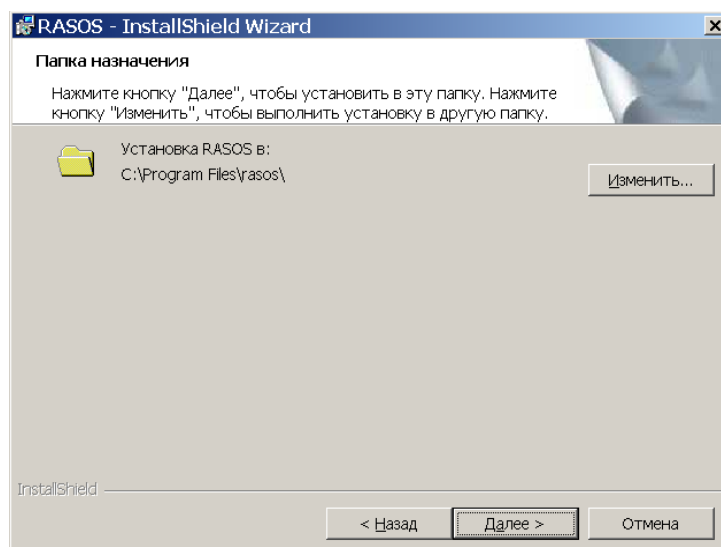 RASOS - InstallShield Wizard
Папка назначения
Нажмите кнопку "Далее", чтобы установить в эту папку. Нажмите
кнопку "Изменить", чтобы выполнить установку в другую папку.
Установка RASOS в:
C:\Program Files\rasos\
Изменить...
InstallShield
< Назад
Далее >
Отмена